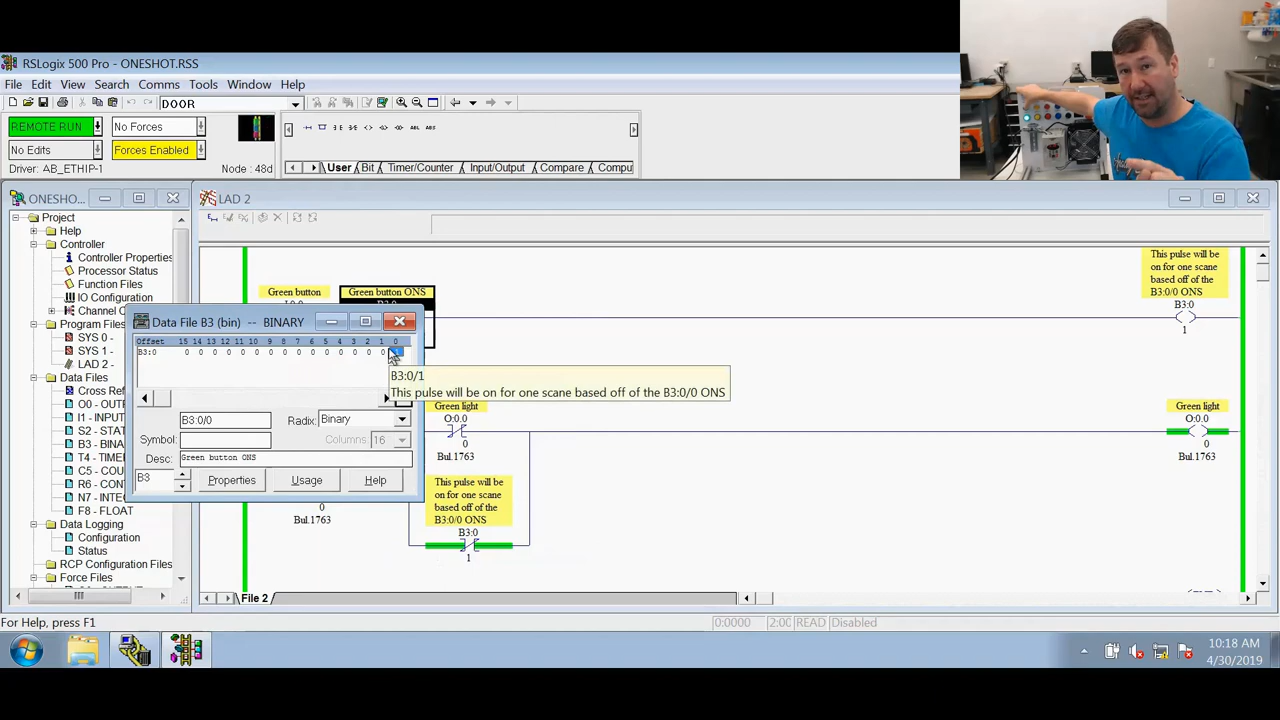 RSLogix 500 Pro - ONESHOT.RSS
File Edit View Search Comms Tools Window Help
DOOR
REMOTE RUN No Forces
No Edits Forces Enabled
Driver: AB_ETHIP-1 Node : 48d
User Bit Timer/Counter Input/Output Compare Compu
ONESHO...
Project
Help
Controller
Controller Properties
Processor Status
Function Files
IO Configuration
Channel C
Program Files
SYS 0 -
SYS 1 -
LAD 2 -
Data Files
Cross Ref
O0 - OUTP
I1 - INPUT
S2 - STAT
B3 - BINA
T4 - TIME
C5 - COU
R6 - CONT
N7 - INTE
F8 - FLOAT
Data Logging
Configuration
Status
RCP Configuration Files
Force Files
LAD 2
Green button
Green button ONS
This pulse will
be on for one scane
based off of the
B3:0/0 ONS
B3:0
1
Data File B3 (bin) -- BINARY
Offset 15 14 13 12 11 10 9 8 7 6 5 4 3 2 1 0
B3:0 0 0 0 0 0 0 0 0 0 0 0 0 0 0 0
B3:0/1
This pulse will be on for one scane based off of the B3:0/0 ONS
B3:0/0 Radix: Binary
Symbol: Columns 16
Desc: Green button ONS
B3 Properties Usage Help
Green light
O:0.0
0
Bul.1763
Green light
O:0.0
0
Bul.1763
0
Bul.1763
This pulse will
be on for one scane
based off of the
B3:0/0 ONS
B3:0
1
File 2
For Help, press F1
0:0000 2:00 READ Disabled
10:18 AM
4/30/2019